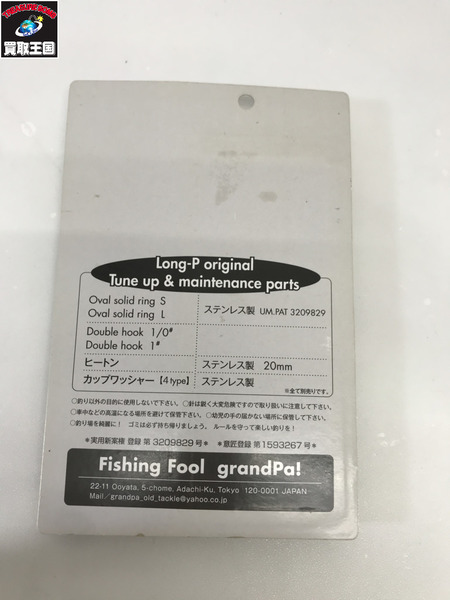 TREASURE KING
買取王国
Long-P original
Tune up & maintenance parts
Oval solid ring S
Oval solid ring L
ステンレス製 UM.PAT 3209829
Double hook 1/0#
Double hook 1#
ヒートン ステンレス製 20mm
カップワッシャー【4 type】 ステンレス製
※全て別売りです。
○釣り以外の目的に使用しないで下さい。○針は鋭く大変危険ですので取り扱いに注意して下さい。
○車中などの高温になる場所を避けて保管下さい。○幼児の手の届かない場所に保管して下さい。
○釣り場を綺麗に！ゴミは必ず持ち帰りましょう。ルールを守って楽しい釣りを！
＊実用新案権 登録 第3209829号＊ ＊意匠登録 第1593267号＊
Fishing Fool grandPa!
22-11 Ooyata, 5-chome, Adachi-Ku, Tokyo 120-0001 JAPAN
Mail／grandpa_old_tackle@yahoo.co.jp